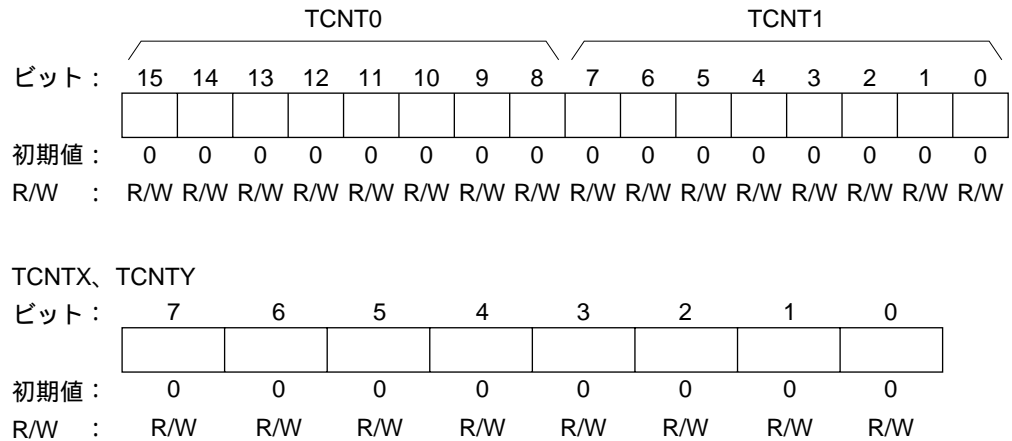 TCNT0 TCNT1
ビット： 15 14 13 12 11 10 9 8 7 6 5 4 3 2 1 0
初期値： 0 0 0 0 0 0 0 0 0 0 0 0 0 0 0 0
R/W ： R/W R/W R/W R/W R/W R/W R/W R/W R/W R/W R/W R/W R/W R/W R/W R/W
TCNTX、TCNTY
ビット： 7 6 5 4 3 2 1 0
初期値： 0 0 0 0 0 0 0 0
R/W ： R/W R/W R/W R/W R/W R/W R/W R/W